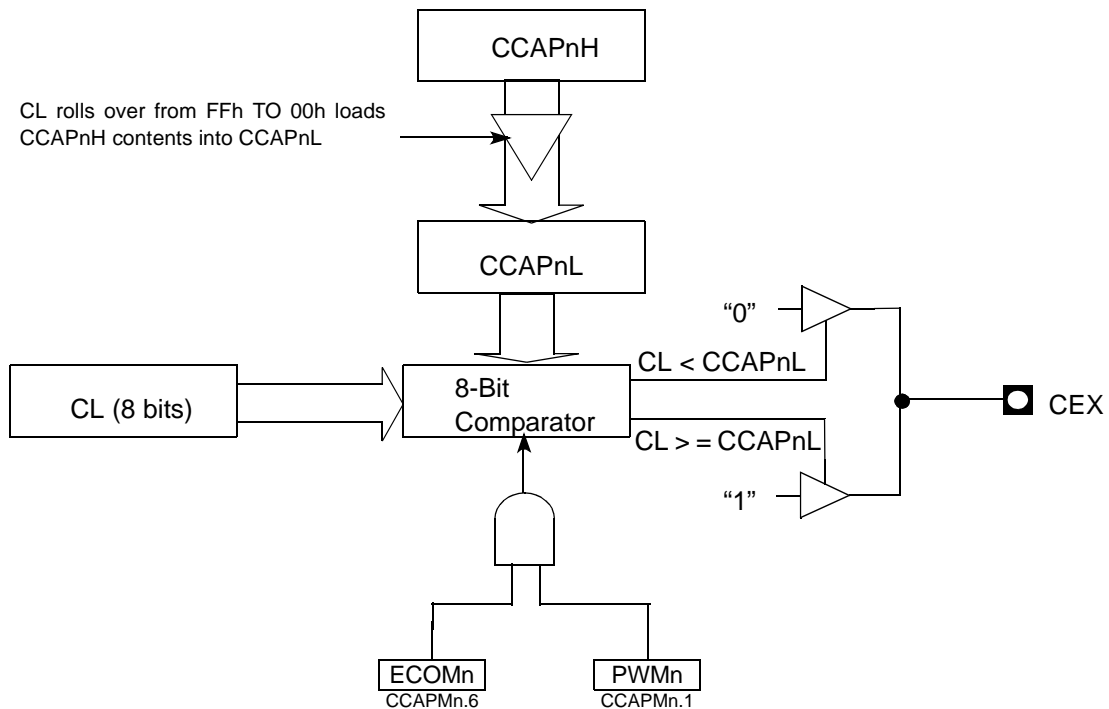 CCAPnH
CL rolls over from FFh TO 00h loads
CCAPnH contents into CCAPnL
CCAPnL
“0”
CL < CCAPnL
8-Bit
Comparator
CL (8 bits)
CEX
CL > = CCAPnL
“1”
ECOMn
CCAPMn.6
PWMn
CCAPMn.1